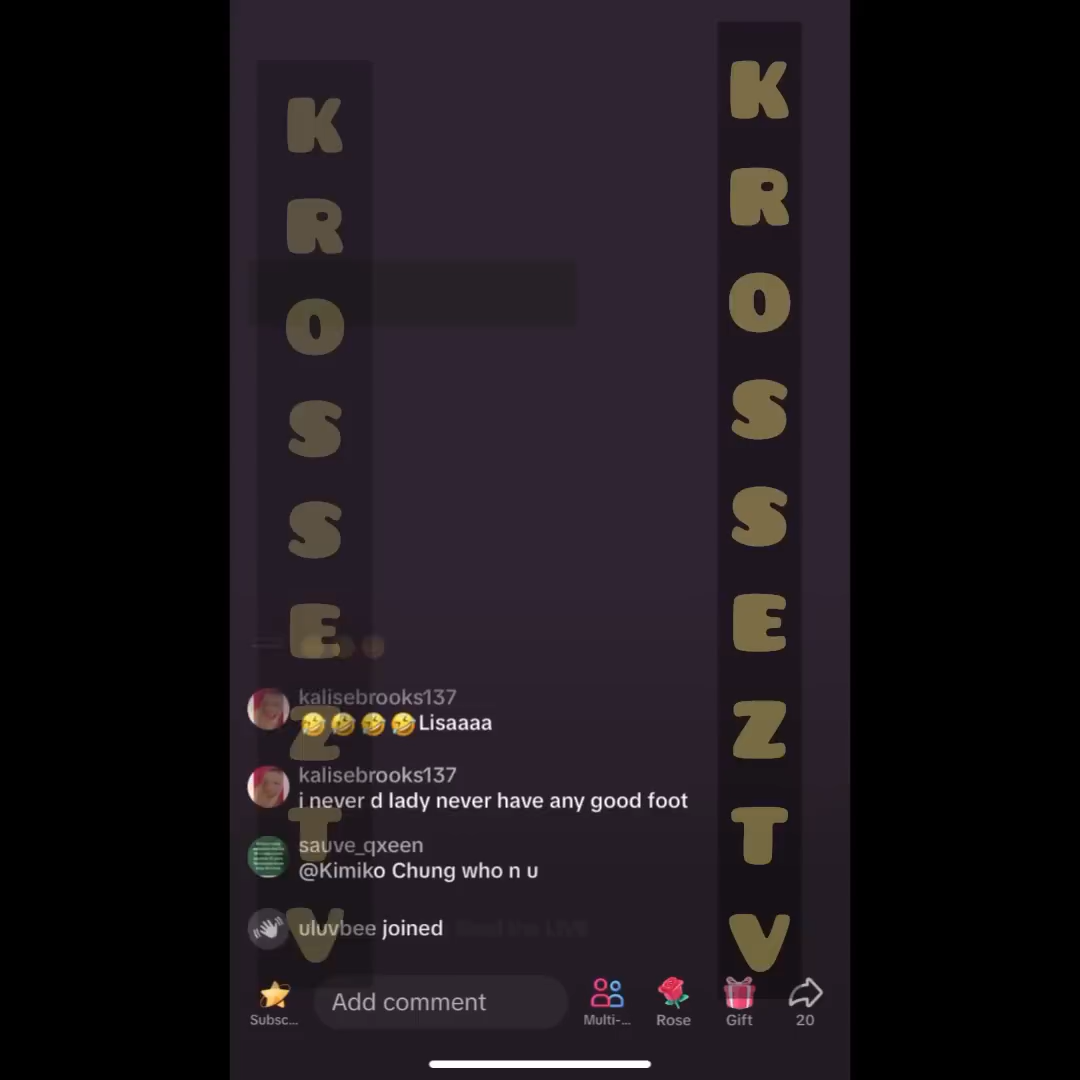 KROSSEZTV
KROSSEZTV
kalisebrooks137
🤣🤣🤣🤣Lisaaaa
kalisebrooks137
i never d lady never have any good foot
sauve_qxeen
@Kimiko Chung who n u
uluvbee joined
Add comment
Subsc...
Multi-...
Rose
Gift
20